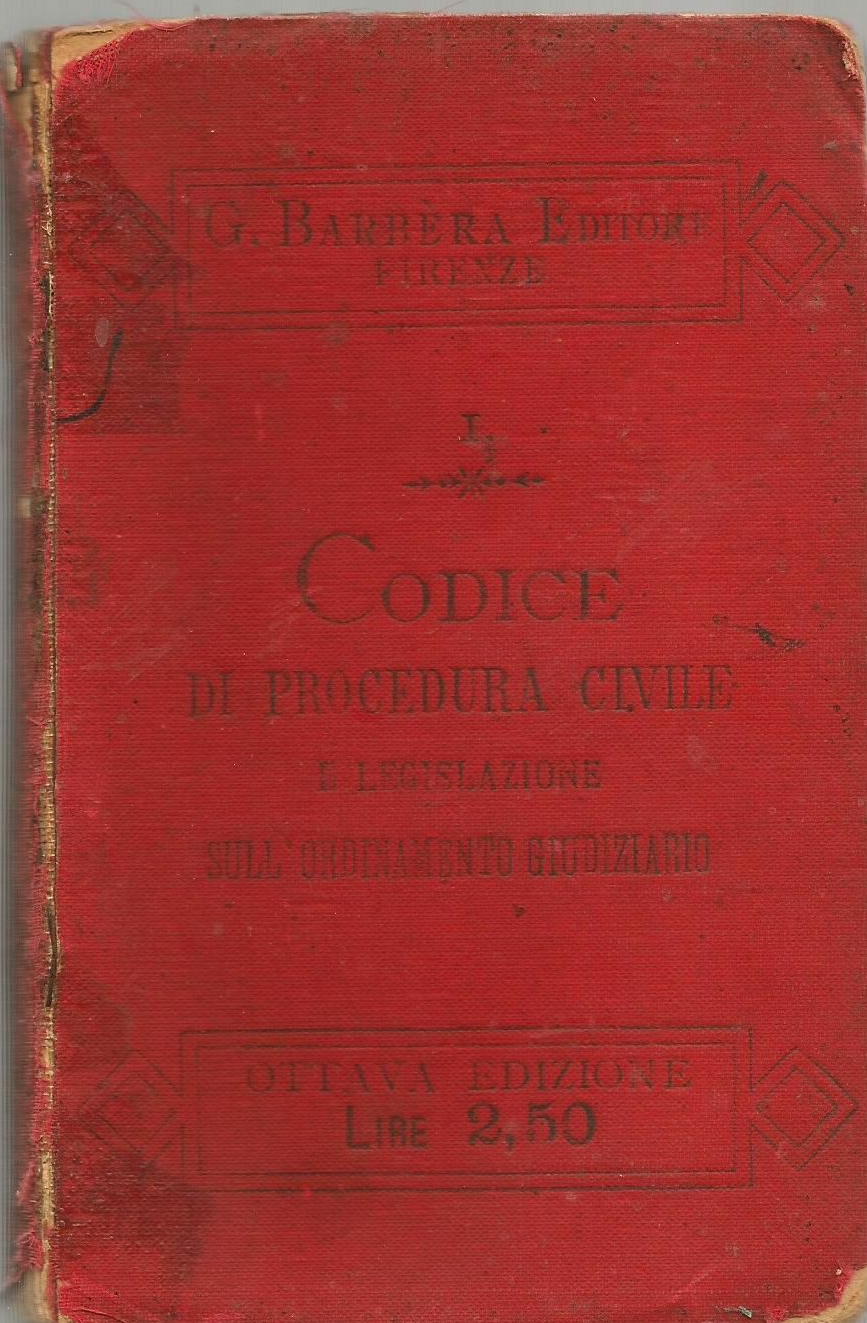 G. BARBÈRA EDITORE
FIRENZE
CODICE
DI PROCEDURA CIVILE
E LEGISLAZIONE
SULL'ORDINAMENTO GIUDIZIARIO
OTTAVA EDIZIONE
LIRE 2,50